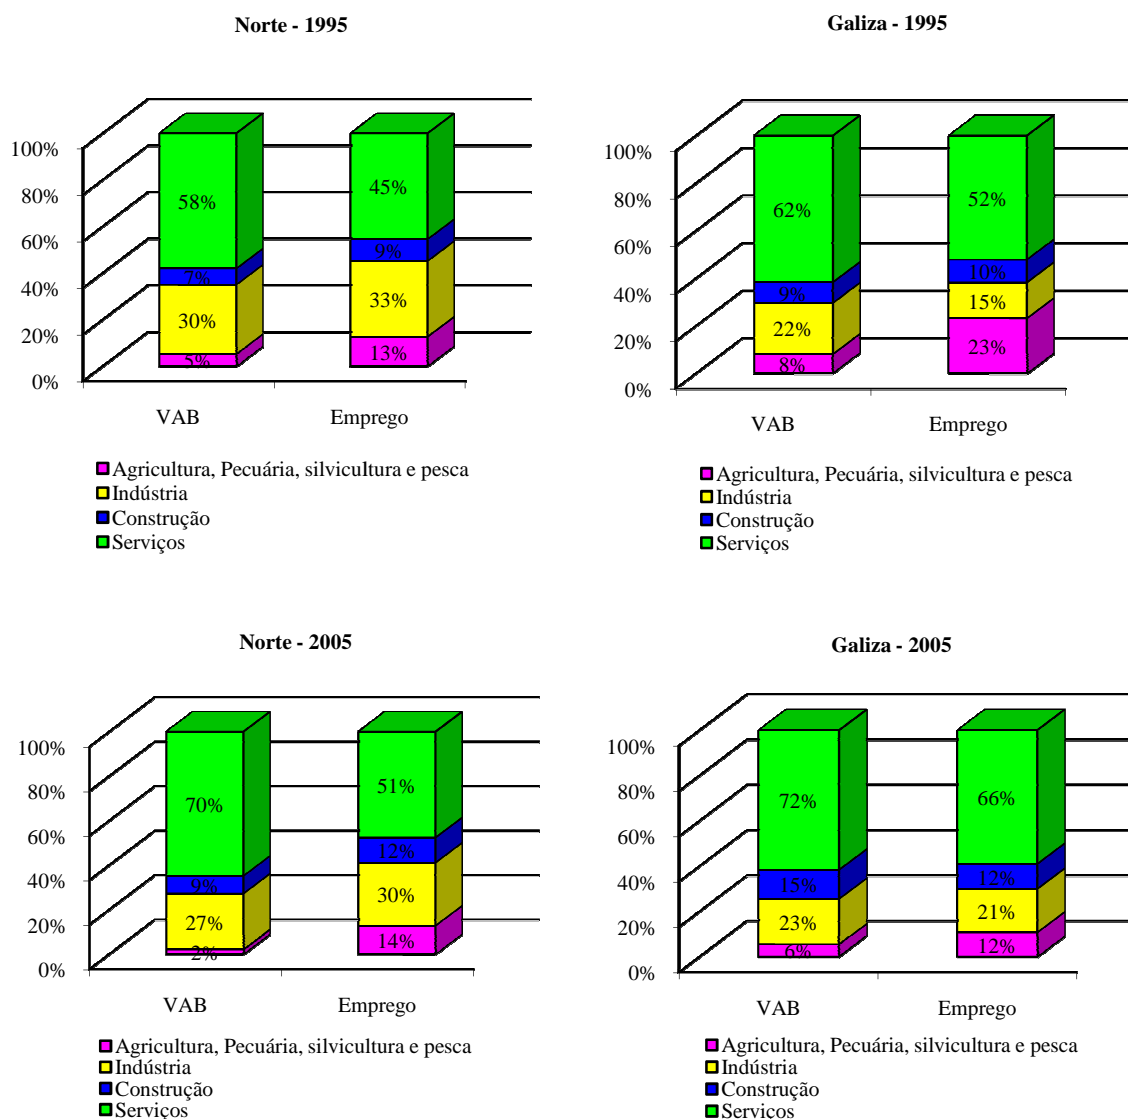 Norte - 1995
100%
80%
60%
40%
20%
0%
58%
7%
30%
5%
45%
9%
33%
13%
VAB
Emprego
Agricultura, Pecuária, silvicultura e pesca
Indústria
Construção
Serviços
Galiza - 1995
100%
80%
60%
40%
20%
0%
62%
9%
22%
8%
52%
10%
15%
23%
VAB
Emprego
Agricultura, Pecuária, silvicultura e pesca
Indústria
Construção
Serviços
Norte - 2005
100%
80%
60%
40%
20%
0%
70%
9%
27%
2%
51%
12%
30%
14%
VAB
Emprego
Agricultura, Pecuária, silvicultura e pesca
Indústria
Construção
Serviços
Galiza - 2005
100%
80%
60%
40%
20%
0%
72%
15%
23%
6%
66%
12%
21%
12%
VAB
Emprego
Agricultura, Pecuária, silvicultura e pesca
Indústria
Construção
Serviços